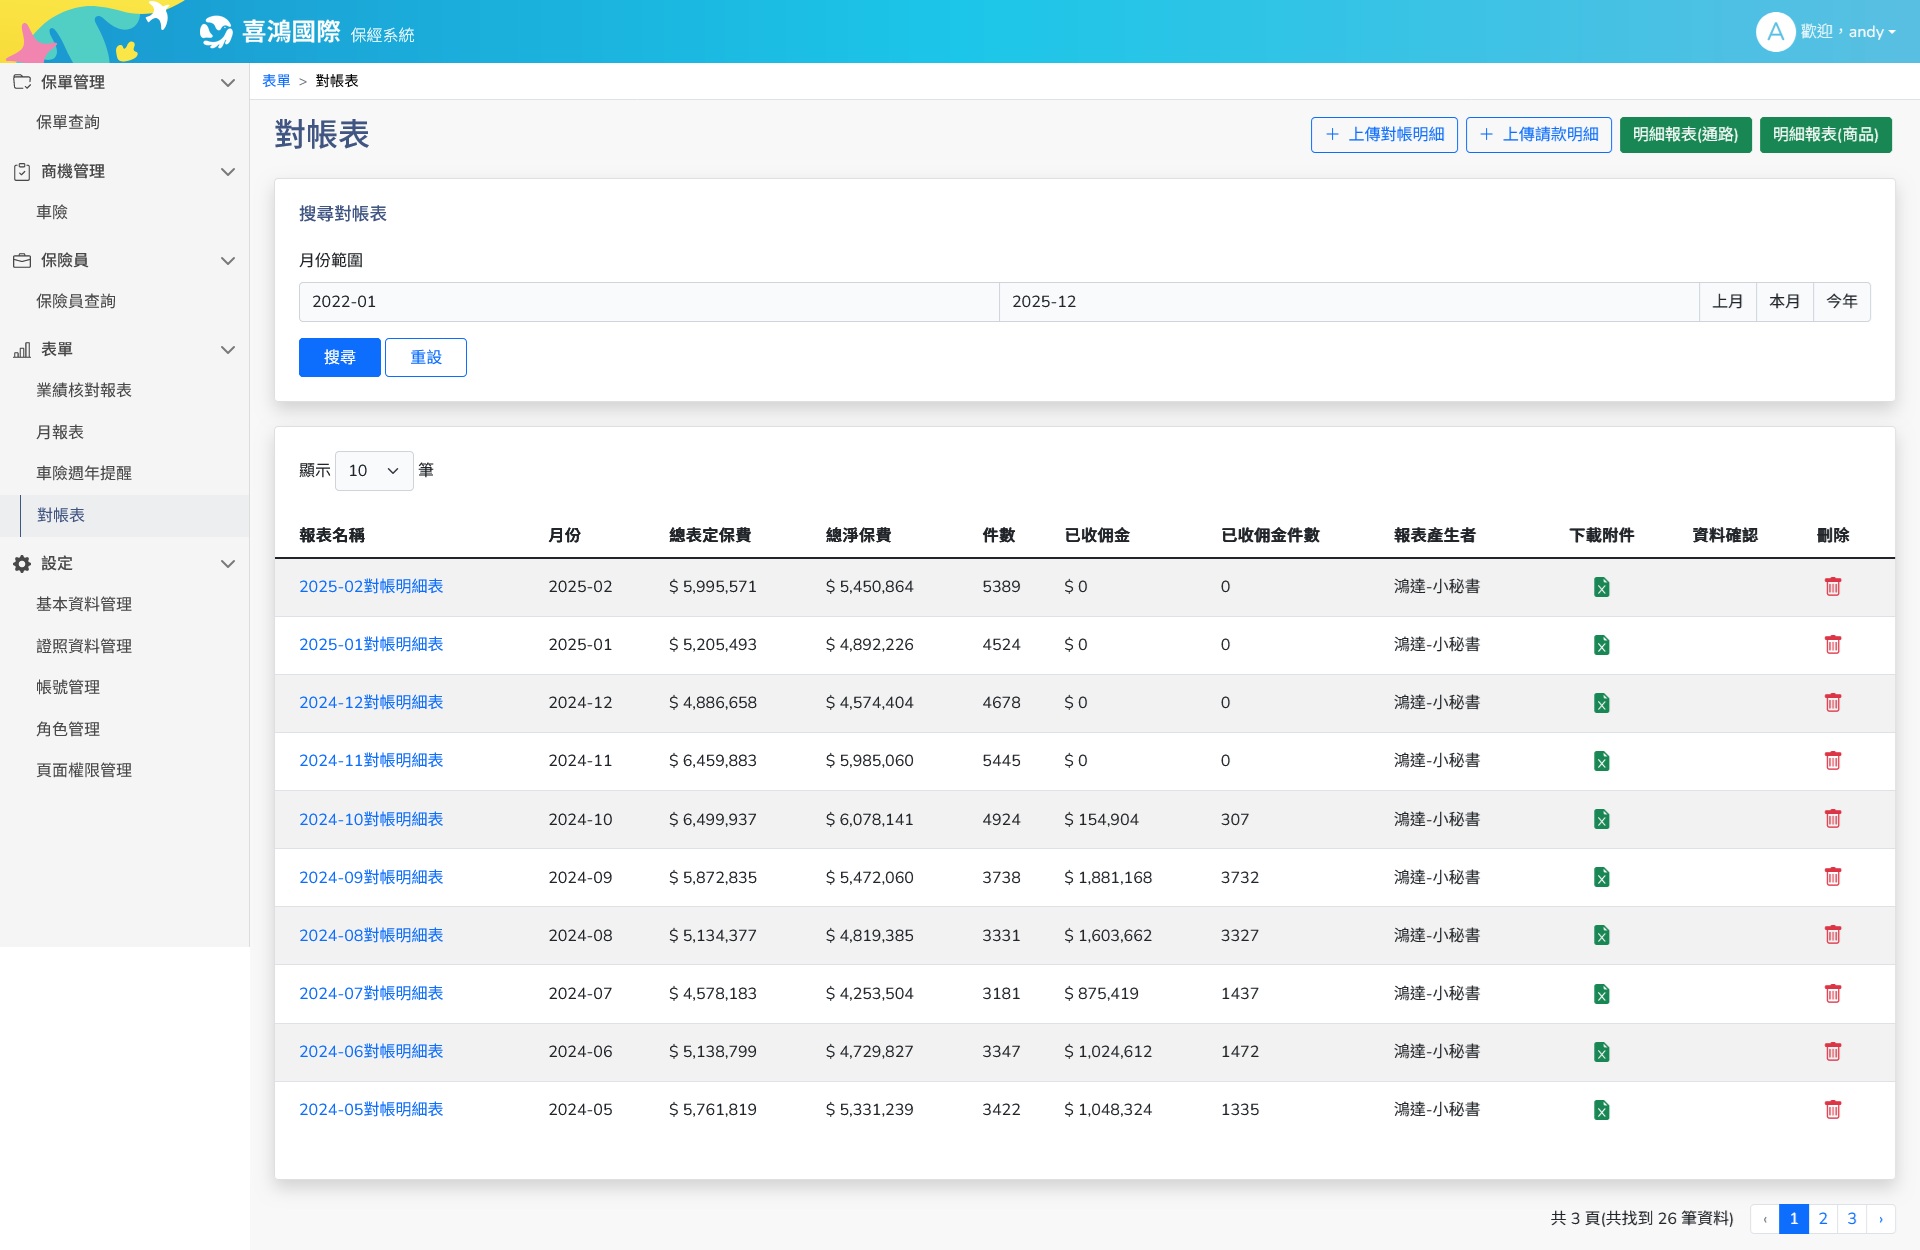 喜鴻國際 保經系統
A 歡迎,andy
保單管理
保單查詢
商機管理
車險
保險員
保險員查詢
表單
業績核對報表
月報表
車險週年提醒
對帳表
設定
基本資料管理
證照資料管理
帳號管理
角色管理
頁面權限管理
表單 > 對帳表
對帳表
+ 上傳對帳明細
+ 上傳請款明細
明細報表(通路)
明細報表(商品)
搜尋對帳表
月份範圍
2022-01 2025-12 上月 本月 今年
搜尋 重設
顯示 10 筆
報表名稱 月份 總表定保費 總淨保費 件數 已收佣金 已收佣金件數 報表產生者 下載附件 資料確認 刪除
2025-02對帳明細表 2025-02 $ 5,995,571 $ 5,450,864 5389 $ 0 0 鴻達-小秘書
2025-01對帳明細表 2025-01 $ 5,205,493 $ 4,892,226 4524 $ 0 0 鴻達-小秘書
2024-12對帳明細表 2024-12 $ 4,886,658 $ 4,574,404 4678 $ 0 0 鴻達-小秘書
2024-11對帳明細表 2024-11 $ 6,459,883 $ 5,985,060 5445 $ 0 0 鴻達-小秘書
2024-10對帳明細表 2024-10 $ 6,499,937 $ 6,078,141 4924 $ 154,904 307 鴻達-小秘書
2024-09對帳明細表 2024-09 $ 5,872,835 $ 5,472,060 3738 $ 1,881,168 3732 鴻達-小秘書
2024-08對帳明細表 2024-08 $ 5,134,377 $ 4,819,385 3331 $ 1,603,662 3327 鴻達-小秘書
2024-07對帳明細表 2024-07 $ 4,578,183 $ 4,253,504 3181 $ 875,419 1437 鴻達-小秘書
2024-06對帳明細表 2024-06 $ 5,138,799 $ 4,729,827 3347 $ 1,024,612 1472 鴻達-小秘書
2024-05對帳明細表 2024-05 $ 5,761,819 $ 5,331,239 3422 $ 1,048,324 1335 鴻達-小秘書
共 3 頁(共找到 26 筆資料) ‹ 1 2 3 ›